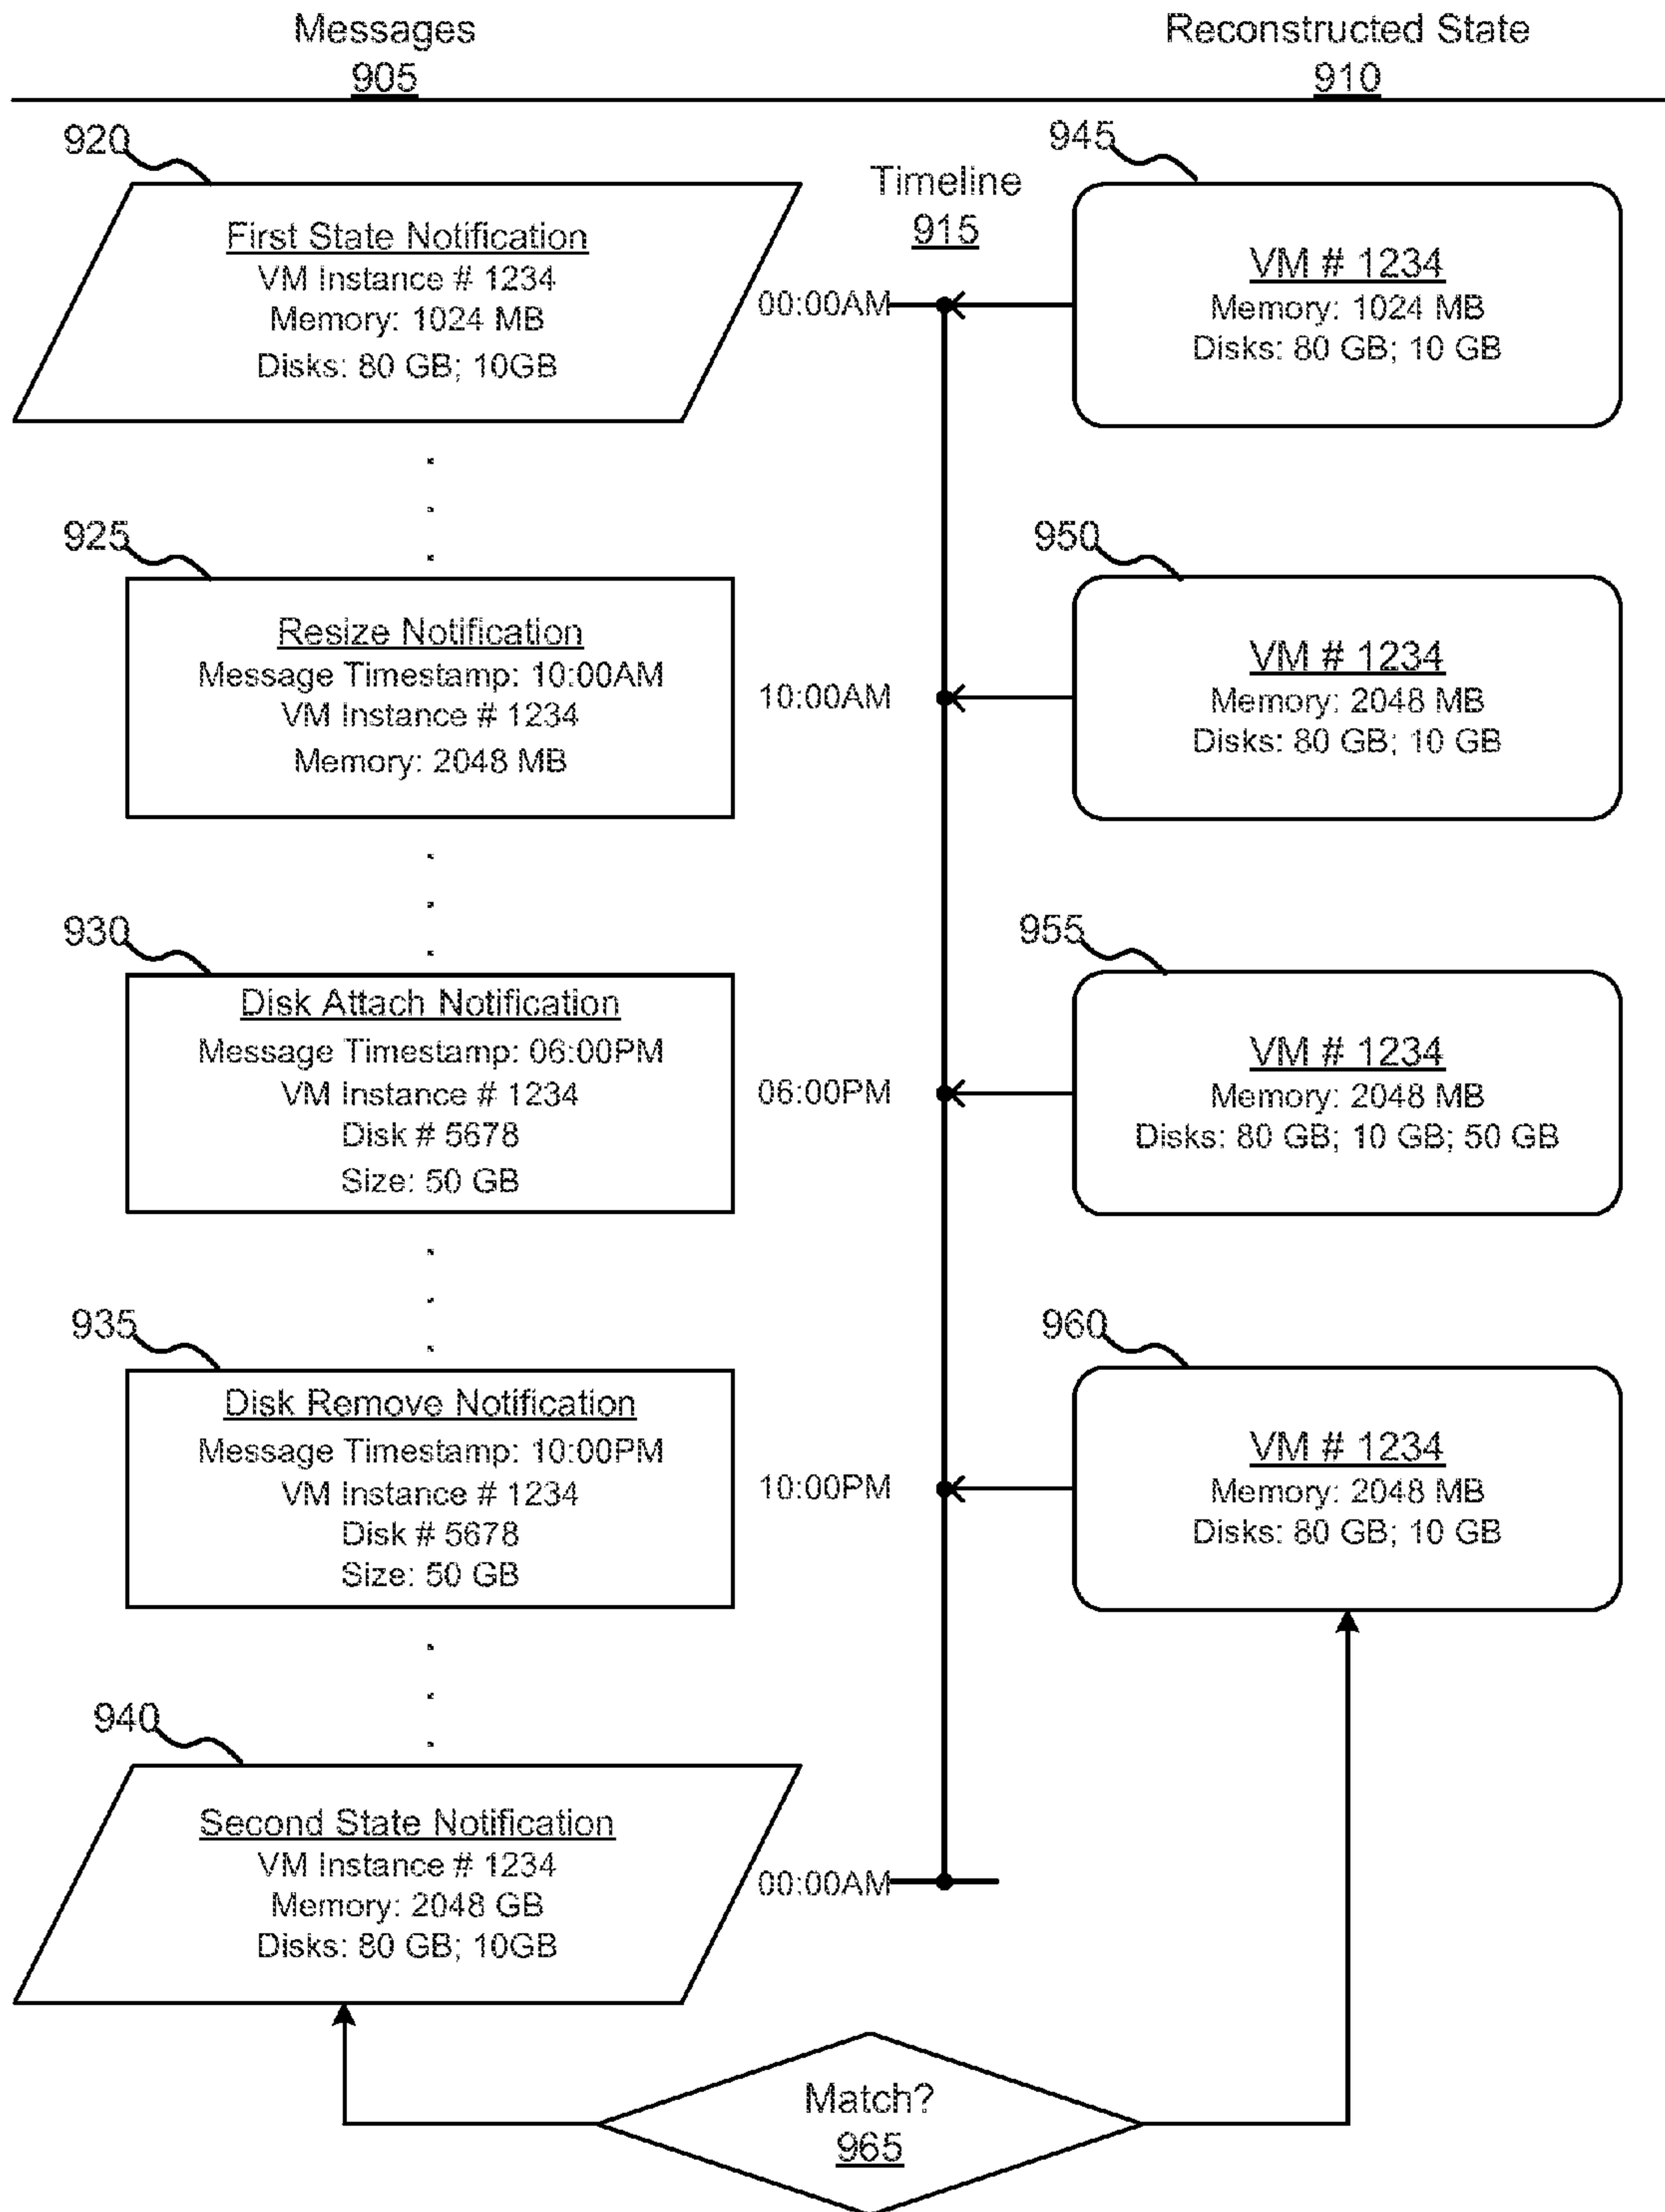 Messages
905
Reconstructed State
910
920
First State Notification
VM Instance # 1234
Memory: 1024 MB
Disks: 80 GB; 10GB
Timeline
915
00:00AM
945
VM # 1234
Memory: 1024 MB
Disks: 80 GB; 10 GB
925
Resize Notification
Message Timestamp: 10:00AM
VM Instance # 1234
Memory: 2048 MB
10:00AM
950
VM # 1234
Memory: 2048 MB
Disks: 80 GB; 10 GB
930
Disk Attach Notification
Message Timestamp: 06:00PM
VM Instance # 1234
Disk # 5678
Size: 50 GB
06:00PM
955
VM # 1234
Memory: 2048 MB
Disks: 80 GB; 10 GB; 50 GB
935
Disk Remove Notification
Message Timestamp: 10:00PM
VM Instance # 1234
Disk # 5678
Size: 50 GB
10:00PM
960
VM # 1234
Memory: 2048 MB
Disks: 80 GB; 10 GB
940
Second State Notification
VM Instance # 1234
Memory: 2048 GB
Disks: 80 GB; 10GB
00:00AM
Match?
965